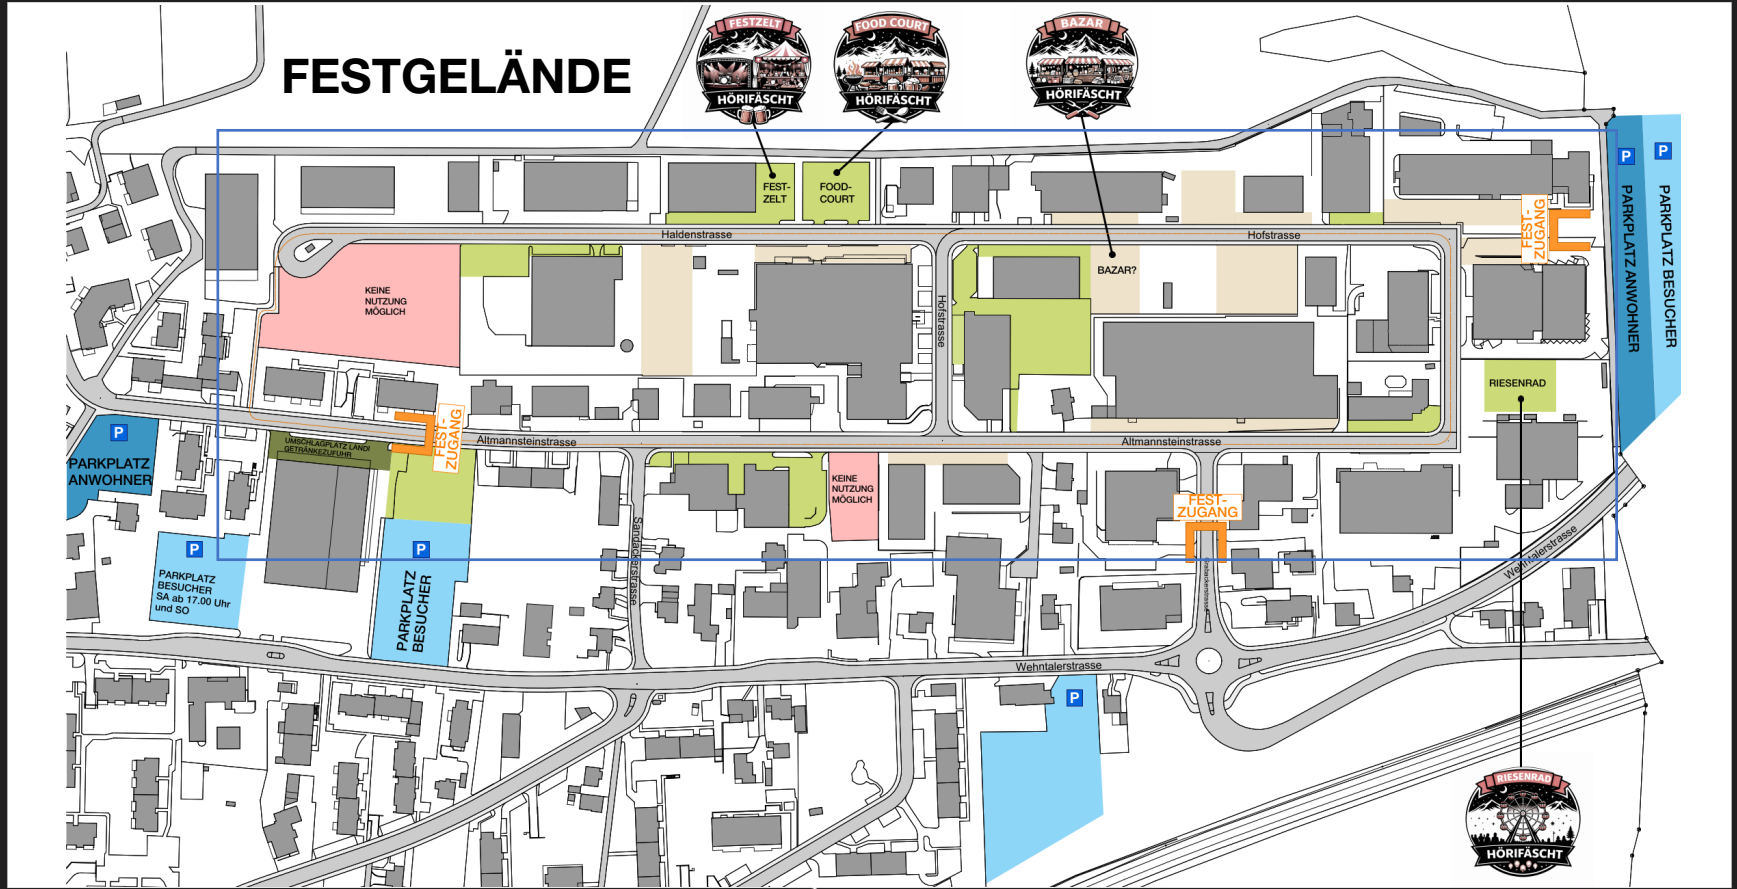 FESTGELÄNDE
FESTZELT
HÖRIFÄSCHT
FOOD COURT
HÖRIFÄSCHT
BAZAR
HÖRIFÄSCHT
FEST-
ZELT
FOOD-
COURT
Haldenstrasse
Hofstrasse
BAZAR?
KEINE
NUTZUNG
MÖGLICH
Hofstrasse
FEST-
ZUGANG
P
P
PARKPLATZ ANWOHNER
PARKPLATZ BESUCHER
RIESENRAD
P
PARKPLATZ
ANWOHNER
UMSCHLAGPLATZ LANDI
GETRÄNKEZUFUHR
FEST-
ZUGANG
Altmannsteinstrasse
Altmannsteinstrasse
KEINE
NUTZUNG
MÖGLICH
FEST-
ZUGANG
P
PARKPLATZ
BESUCHER
SA ab 17.00 Uhr
und SO
P
PARKPLATZ
BESUCHER
Sandackerstrasse
Wehntalerstrasse
Wehntalerstrasse
P
RIESENRAD
HÖRIFÄSCHT